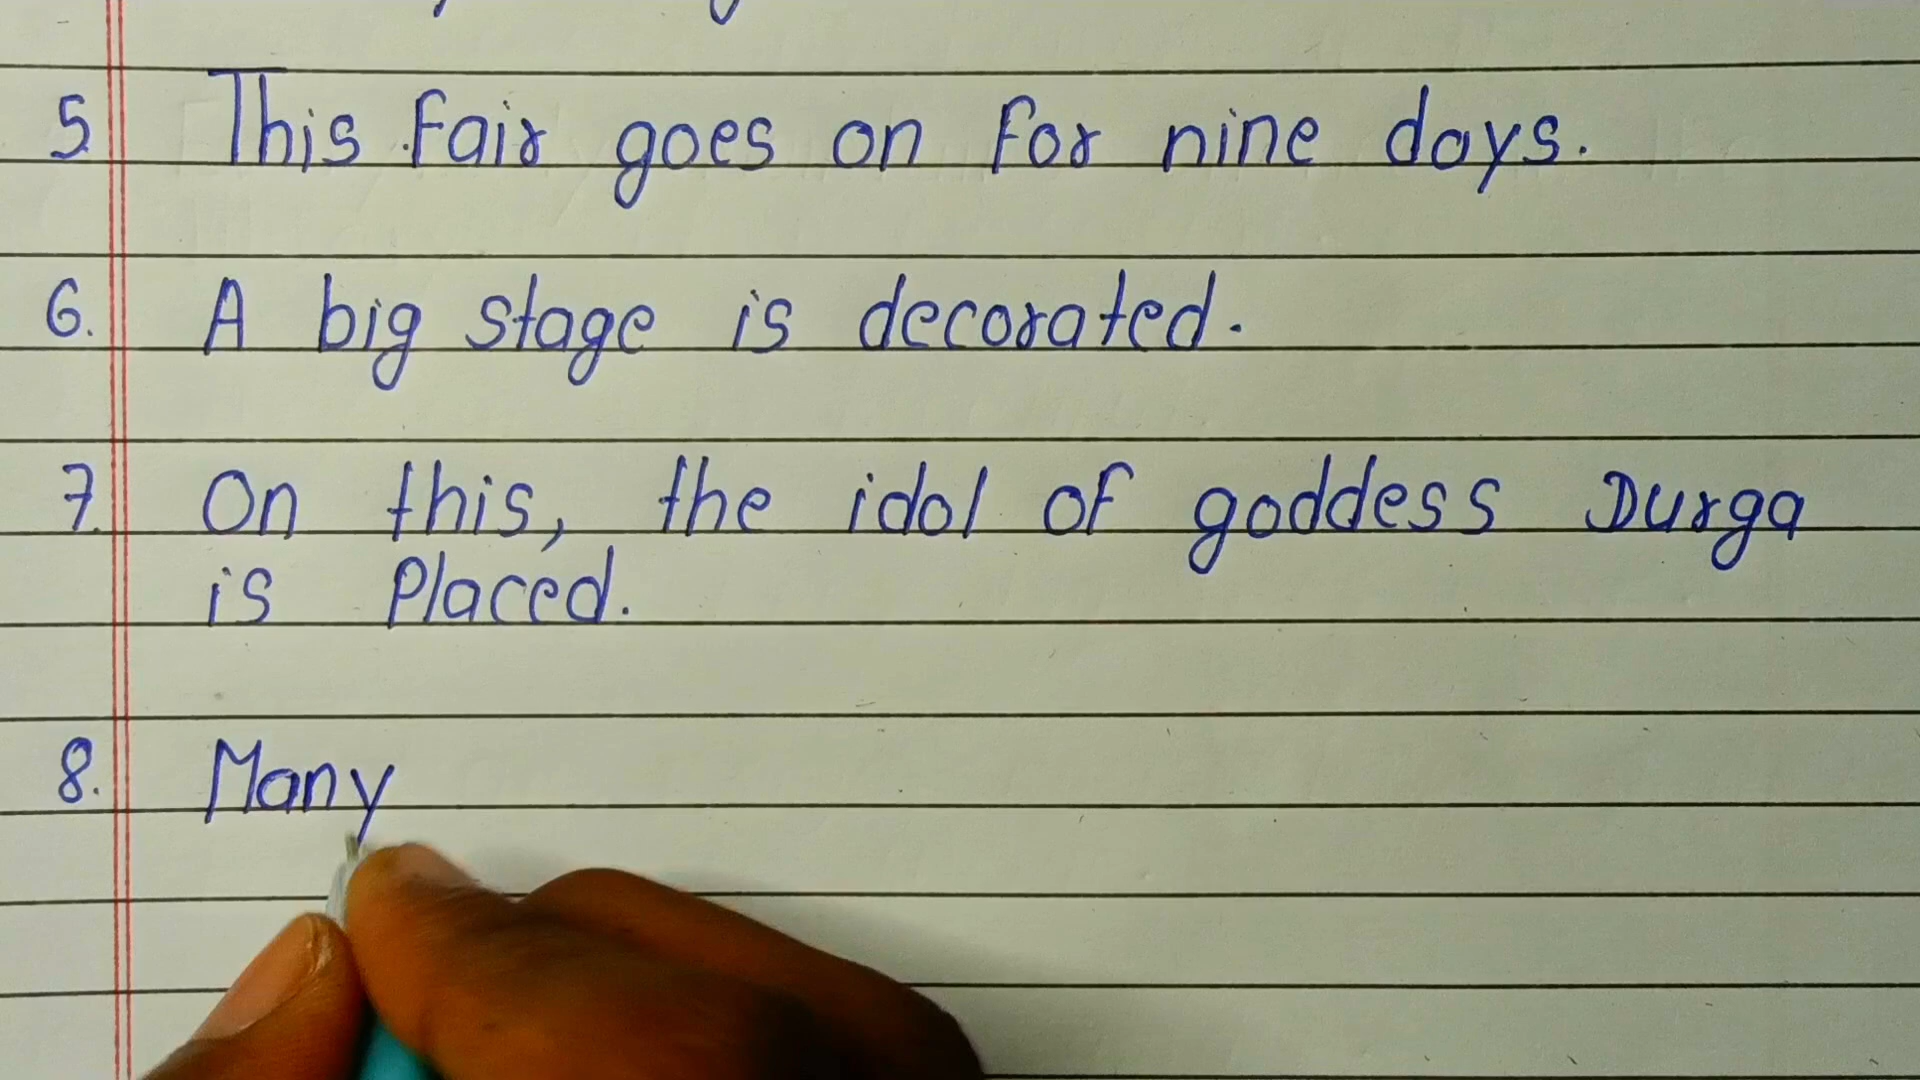 5. This Fair goes on For nine days.
6. A big stage is decorated.
7. On this, the idol of goddess Durga
is Placed.
8. Many